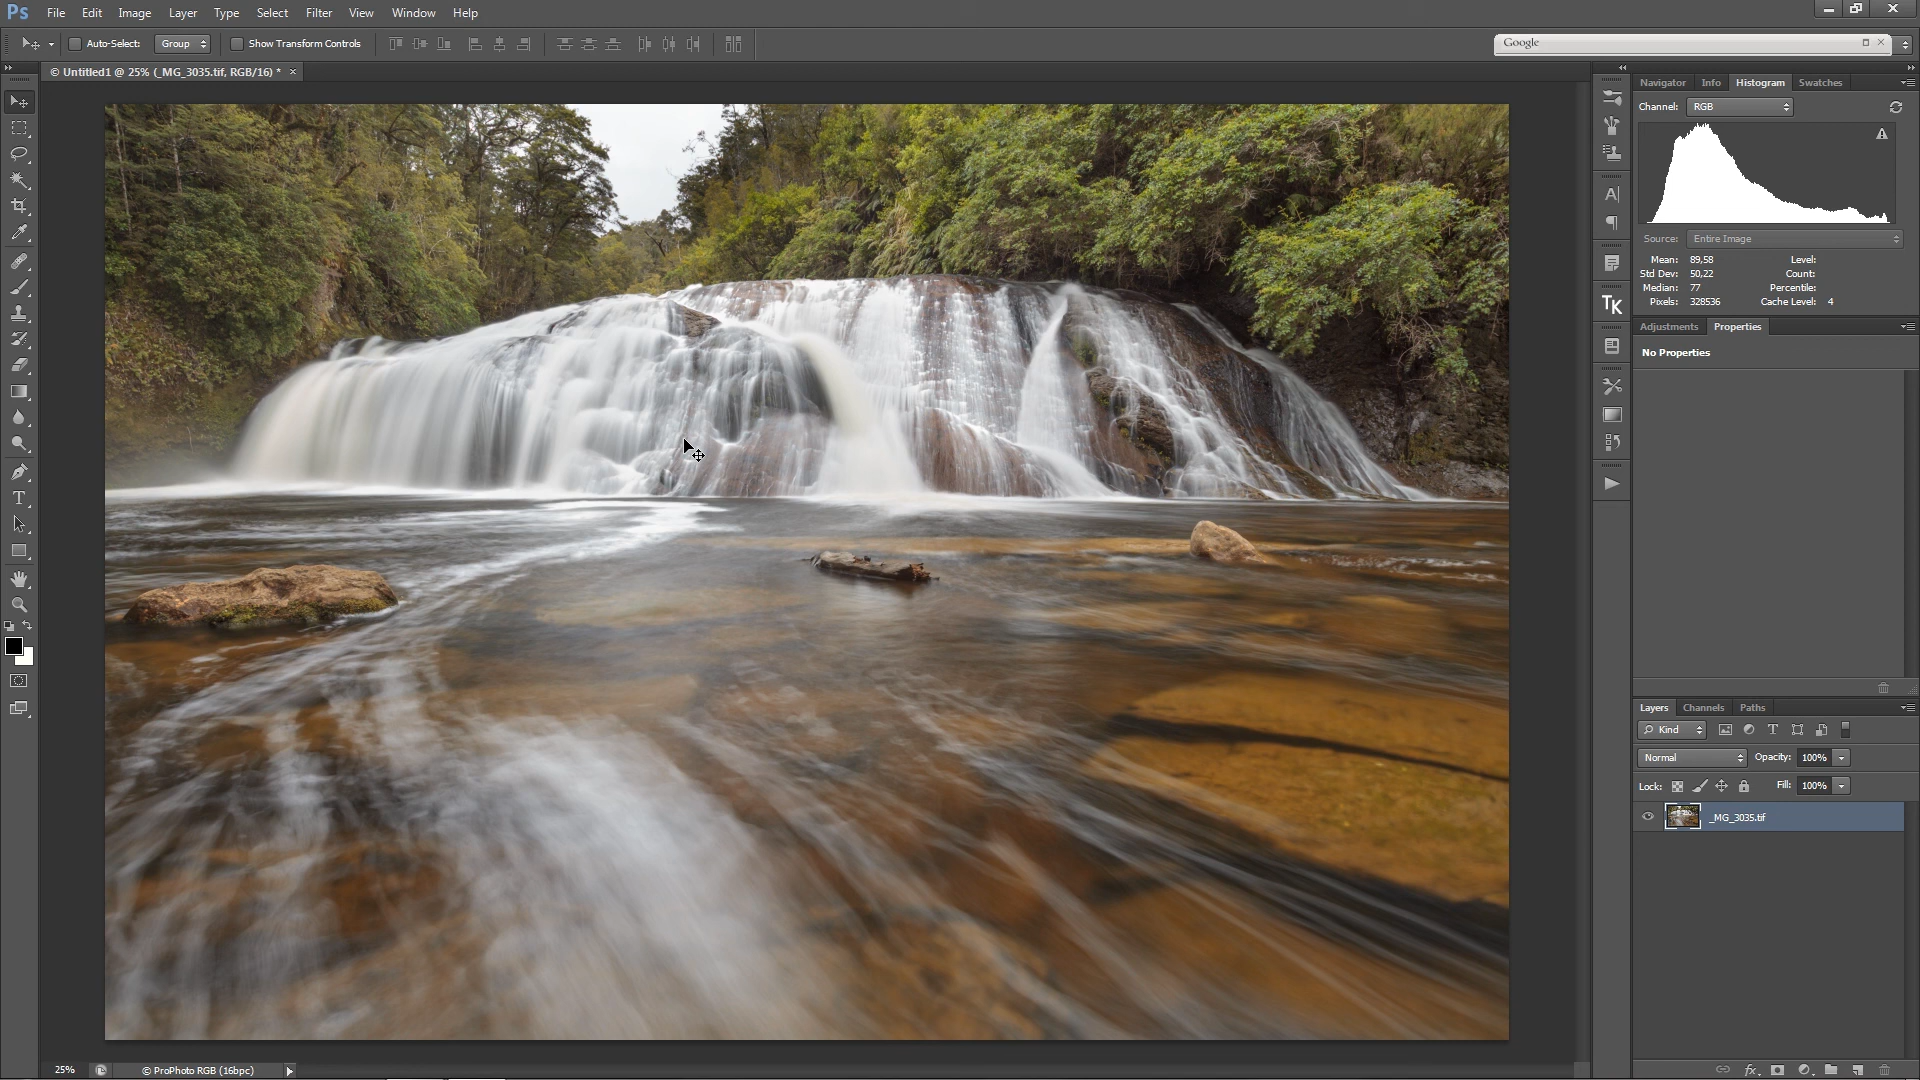 Ps File Edit Image Layer Type Select Filter View Window Help
Auto-Select: Group Show Transform Controls
Google
© Untitled1 @ 25% (_MG_3035.tif, RGB/16) * ×
Navigator Info Histogram Swatches
Channel: RGB
Source: Entire Image
Mean: 89,58 Level:
Std Dev: 50,22 Count:
Median: 77 Percentile:
Pixels: 328536 Cache Level: 4
A
TK
Adjustments Properties
No Properties
T
Layers Channels Paths
Kind T
Normal Opacity: 100%
Lock: Fill: 100%
_MG_3035.tif
25% © ProPhoto RGB (16bpc) fx